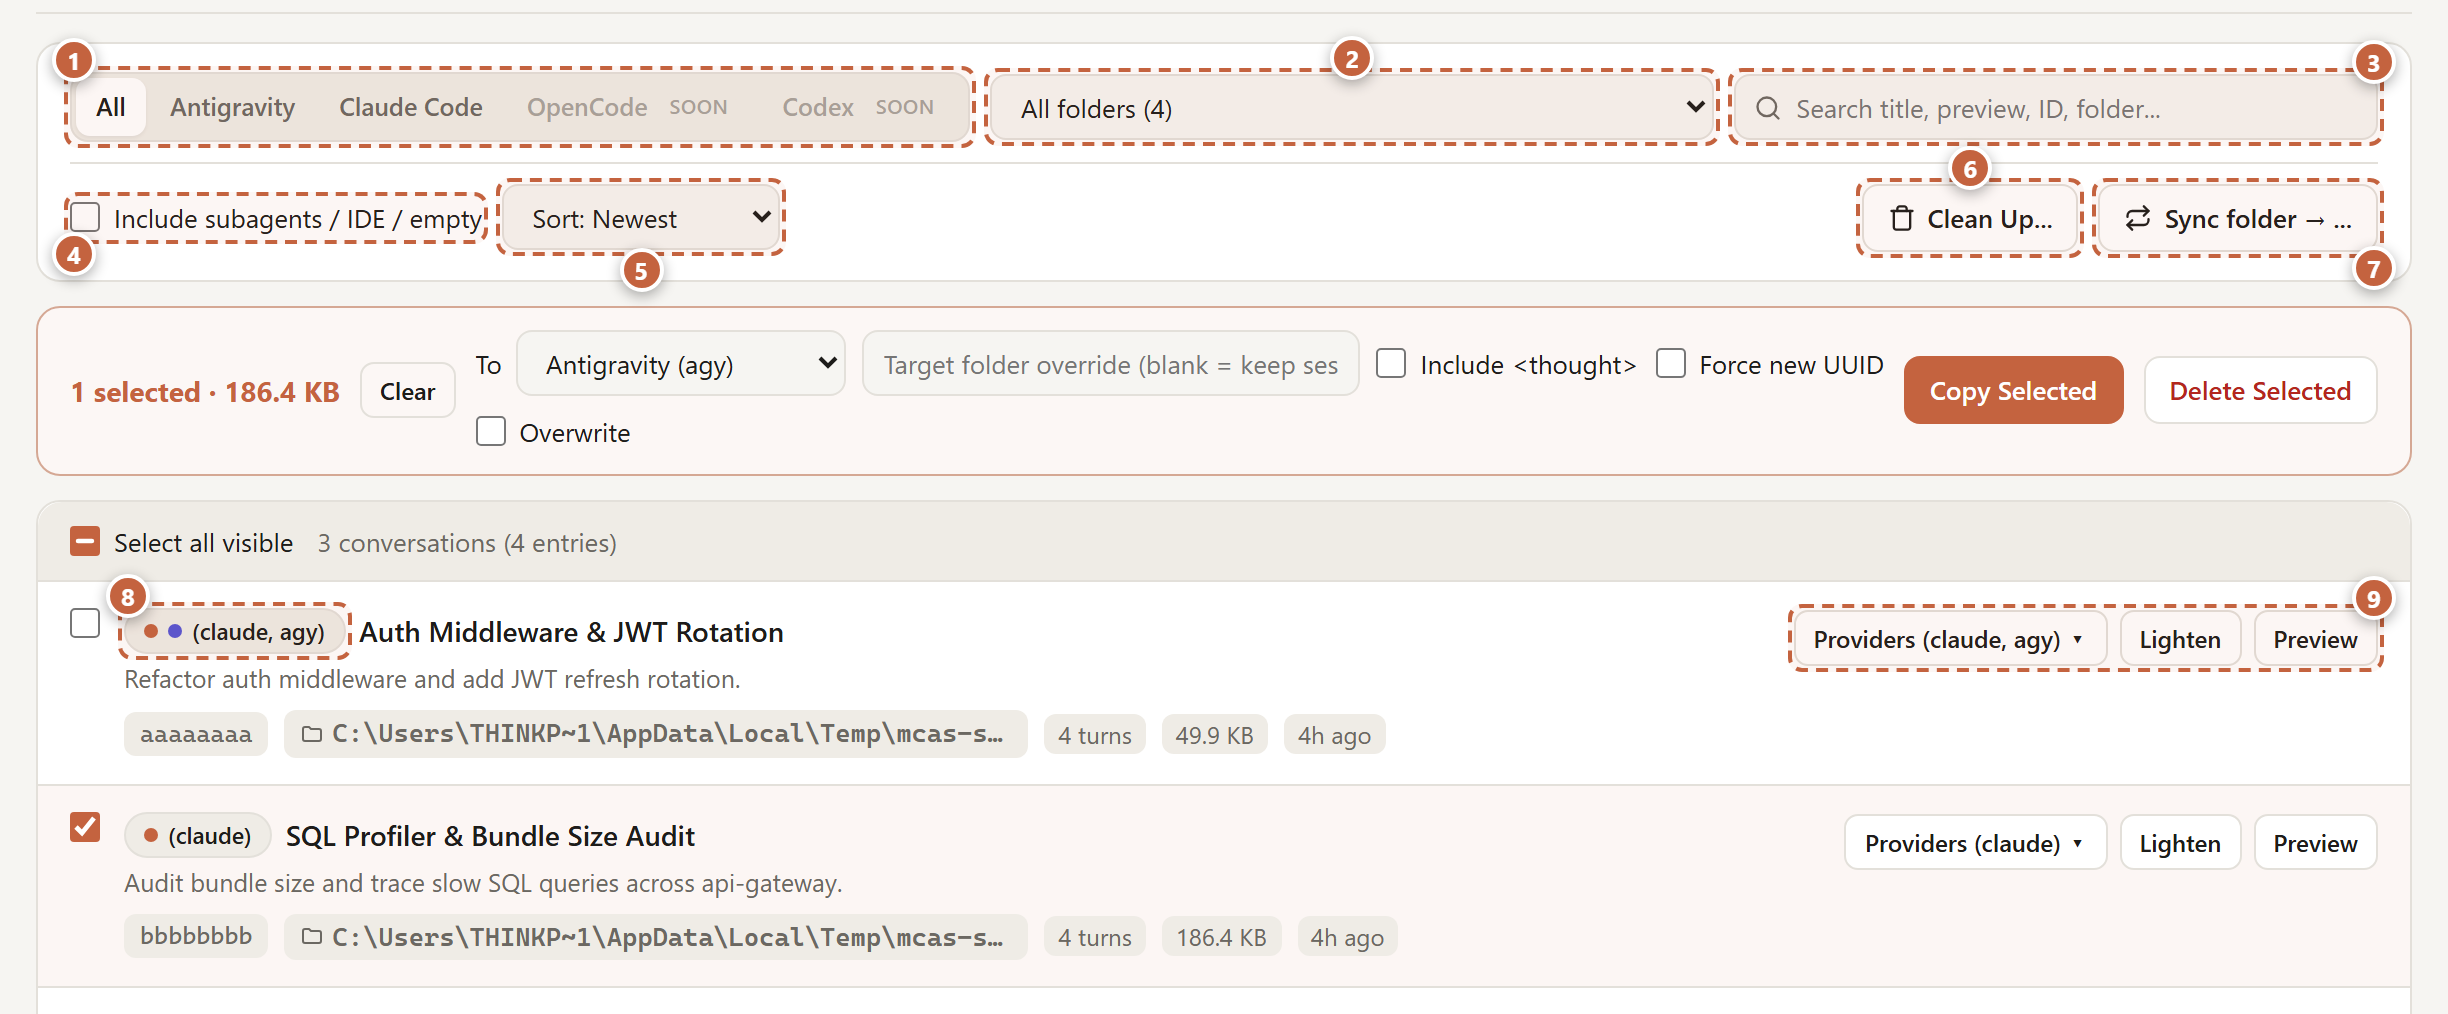 1
2
3
All Antigravity Claude Code OpenCode SOON Codex SOON
All folders (4)
Search title, preview, ID, folder...
6
Include subagents / IDE / empty
Sort: Newest
Clean Up...
Sync folder → ...
4
5
7
1 selected · 186.4 KB
Clear
To
Antigravity (agy)
Target folder override (blank = keep ses
Include <thought>
Force new UUID
Overwrite
Copy Selected
Delete Selected
Select all visible 3 conversations (4 entries)
8
9
(claude, agy) Auth Middleware & JWT Rotation
Providers (claude, agy) ▾ Lighten Preview
Refactor auth middleware and add JWT refresh rotation.
aaaaaaaa C:\Users\THINKP~1\AppData\Local\Temp\mcas-s… 4 turns 49.9 KB 4h ago
(claude) SQL Profiler & Bundle Size Audit
Providers (claude) ▾ Lighten Preview
Audit bundle size and trace slow SQL queries across api-gateway.
bbbbbbbb C:\Users\THINKP~1\AppData\Local\Temp\mcas-s… 4 turns 186.4 KB 4h ago